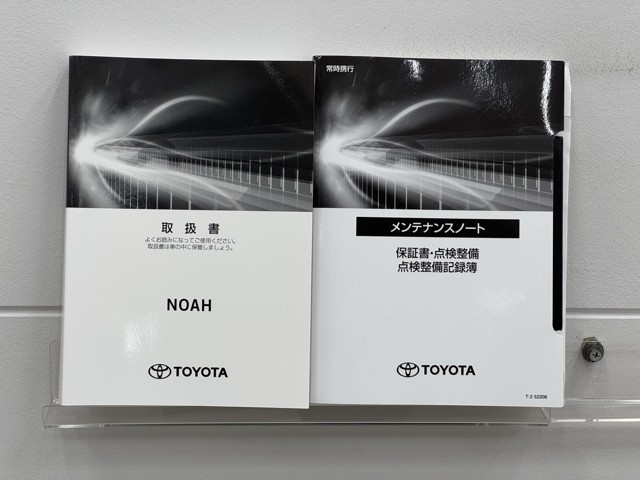 取扱書
よくお読みになってご使用ください。
取扱書は車の中に保管しましょう。
NOAH
TOYOTA
常時携行
メンテナンスノート
保証書・点検整備
点検整備記録簿
TOYOTA
T-2 52206